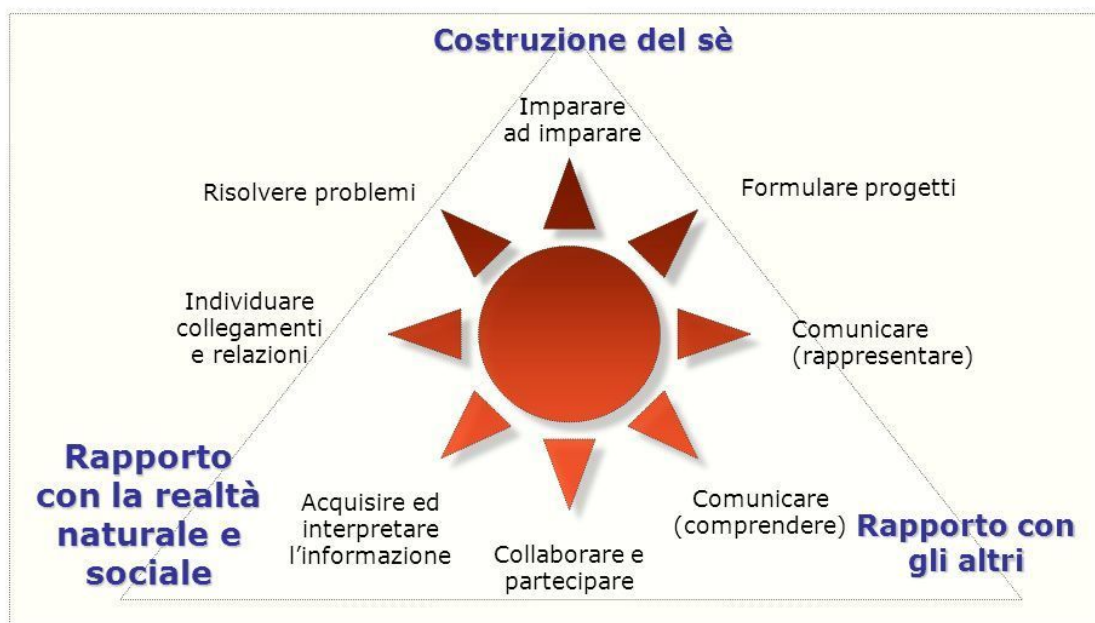 Costruzione del sè
Imparare
ad imparare
Risolvere problemi
Formulare progetti
Individuare
collegamenti
e relazioni
Comunicare
(rappresentare)
Rapporto
con la realtà
naturale e
sociale
Acquisire ed
interpretare
l'informazione
Collaborare e
partecipare
Comunicare
(comprendere)
Rapporto con
gli altri